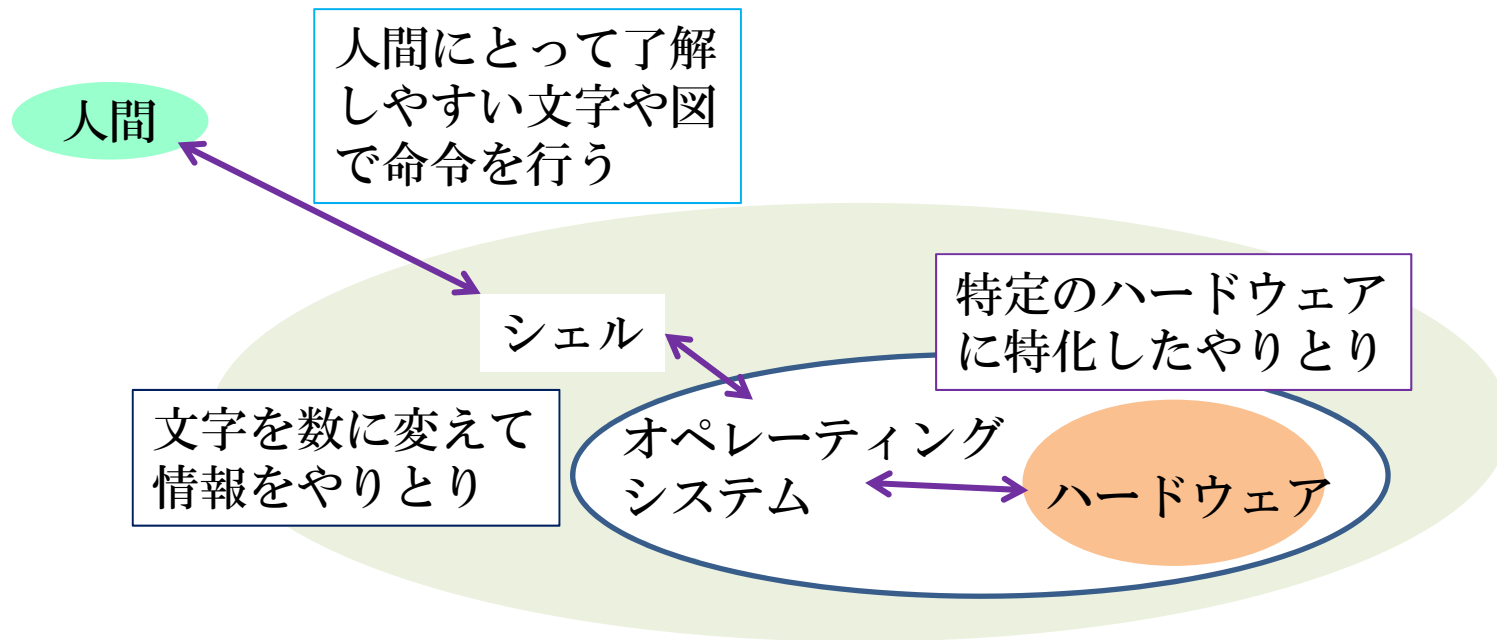 人間にとって了解
しやすい文字や図
で命令を行う
人間
シェル
特定のハードウェア
に特化したやりとり
文字を数に変えて
情報をやりとり
オペレーティング
システム
ハードウェア